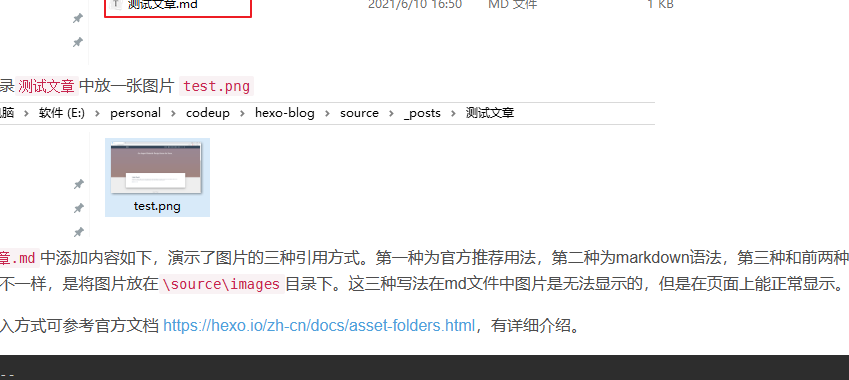 测试文章.md 2021/6/10 16:50 MD 文件 1 KB
录 测试文章 中放一张图片 test.png
脑 › 软件 (E:) › personal › codeup › hexo-blog › source › _posts › 测试文章
test.png
章.md 中添加内容如下，演示了图片的三种引用方式。第一种为官方推荐用法，第二种为markdown语法，第三种和前两种
不一样，是将图片放在 \source\images 目录下。这三种写法在md文件中图片是无法显示的，但是在页面上能正常显示。
入方式可参考官方文档 https://hexo.io/zh-cn/docs/asset-folders.html，有详细介绍。
--